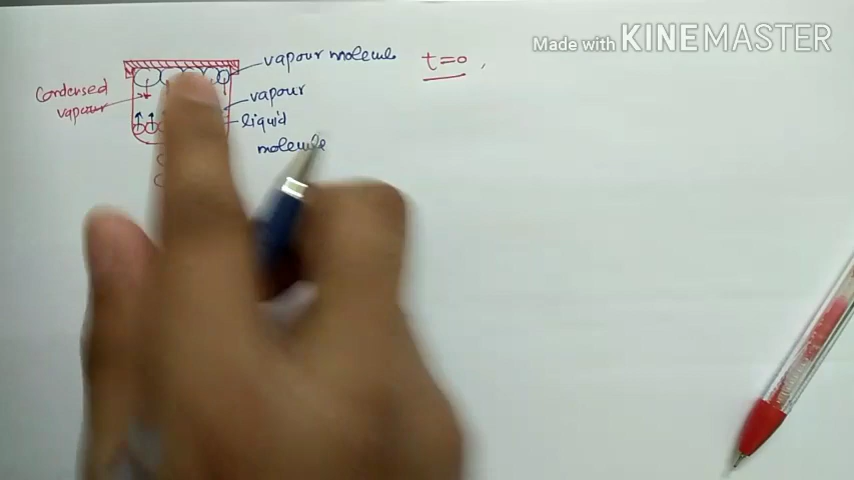 Made with KINEMASTER
vapour molecule
t=0 ,
Condensed
vapour
vapour
liquid
molecule